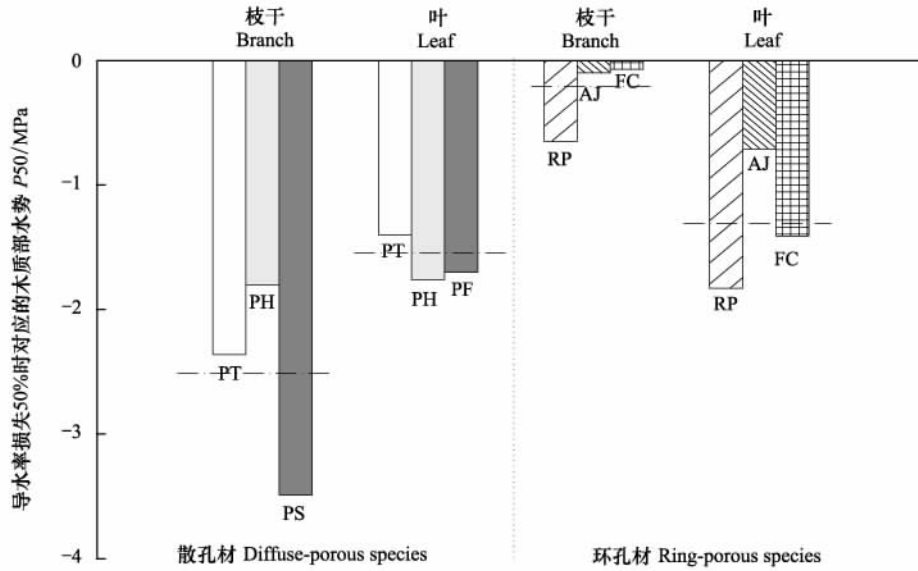 枝干
Branch
叶
Leaf
枝干
Branch
叶
Leaf
导水率损失50%时对应的木质部水势 P50/MPa
0
−1
−2
−3
−4
PT
PH
PS
PT
PH
PF
RP
AJ
FC
RP
AJ
FC
散孔材 Diffuse-porous species
环孔材 Ring-porous species